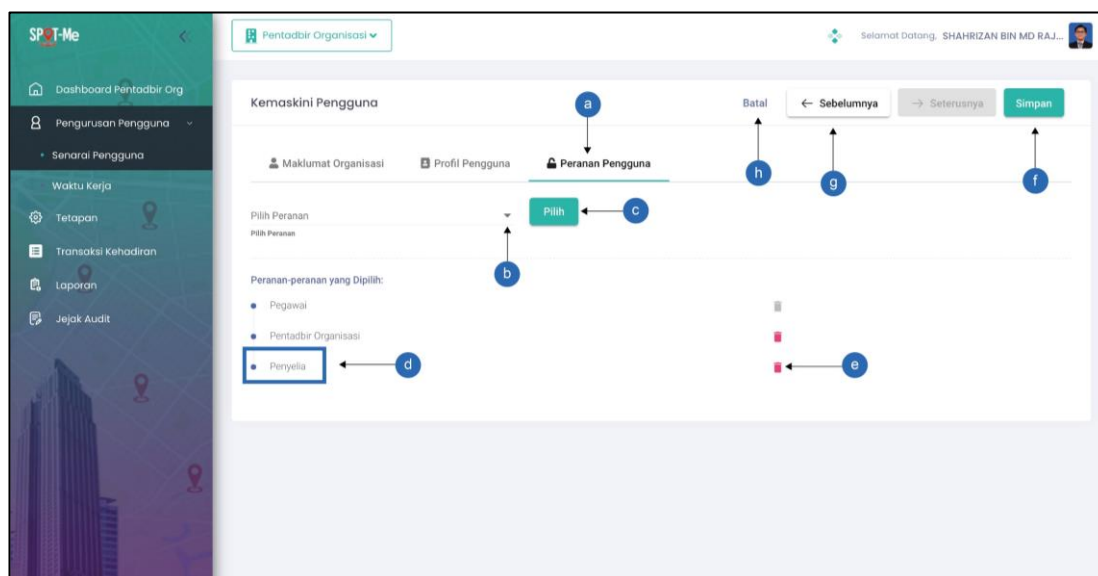 SPOT-Me
Pentadbir Organisasi
Selamat Datang, SHAHRIZAN BIN MD RAJ...
Dashboard Pentadbir Org
Pengurusan Pengguna
Senarai Pengguna
Waktu Kerja
Tetapan
Transaksi Kehadiran
Laporan
Jejak Audit
Kemaskini Pengguna
a
Batal
← Sebelumnya
→ Seterusnya
Simpan
Maklumat Organisasi
Profil Pengguna
Peranan Pengguna
h
g
f
Pilih Peranan
Pilih
c
Pilih Peranan
b
Peranan-peranan yang Dipilih:
Pegawai
Pentadbir Organisasi
Penyelia
d
e